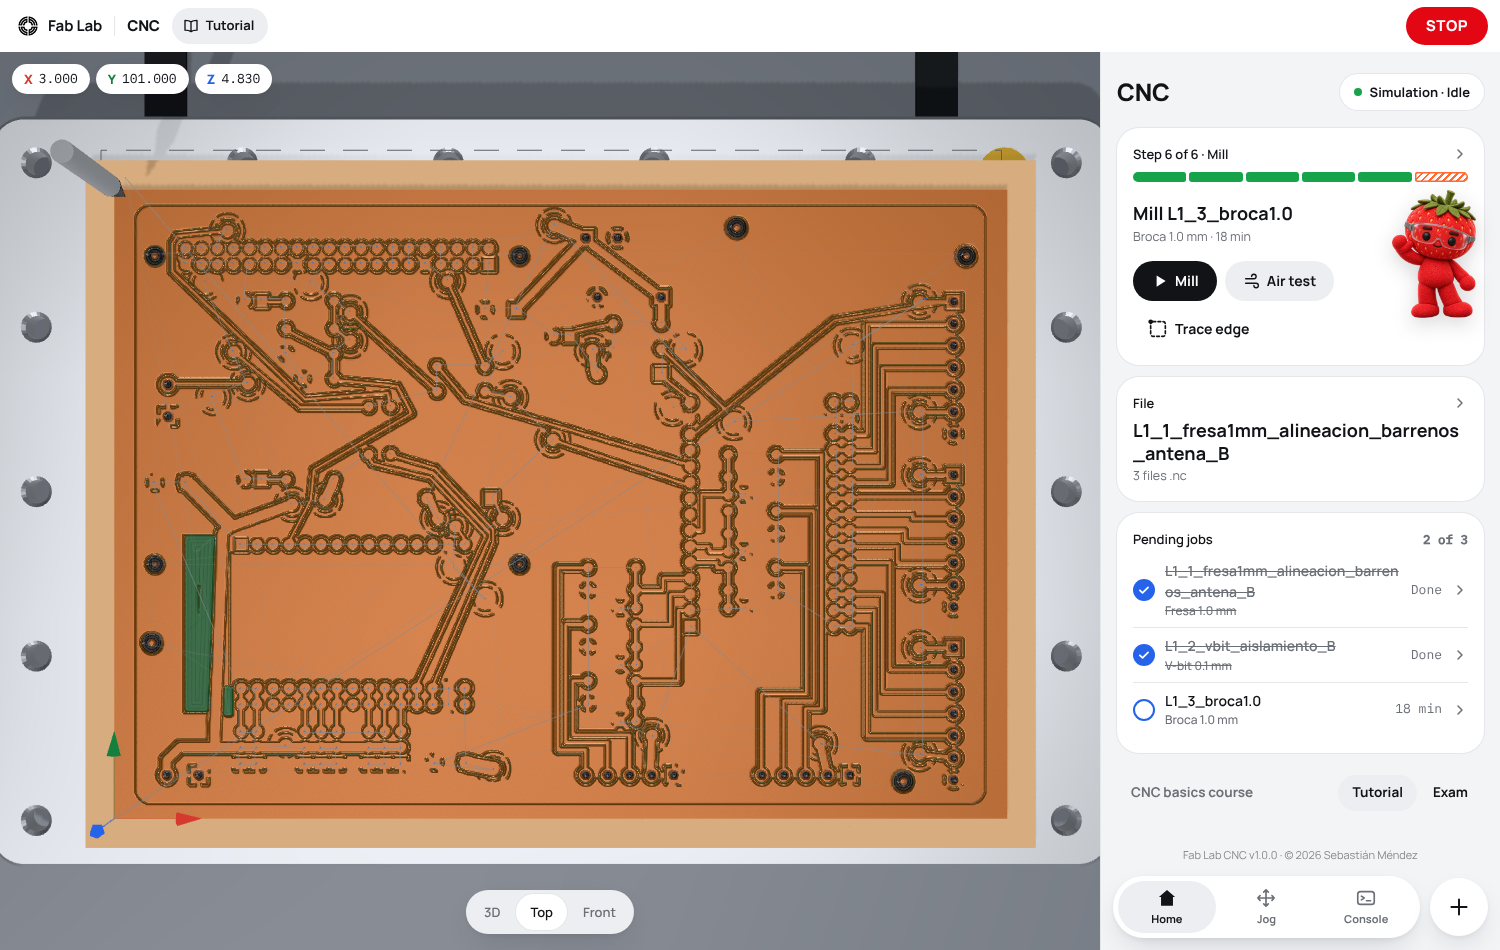 Fab Lab
CNC
Tutorial
STOP
X 3.000
Y 101.000
Z 4.830
CNC
Simulation · Idle
Step 6 of 6 · Mill
Mill L1_3_broca1.0
Broca 1.0 mm · 18 min
Mill
Air test
Trace edge
File
L1_1_fresa1mm_alineacion_barrenos
_antena_B
3 files .nc
Pending jobs
2 of 3
L1_1_fresa1mm_alineacion_barren
os_antena_B
Fresa 1.0 mm
Done
L1_2_vbit_aislamiento_B
V-bit 0.1 mm
Done
L1_3_broca1.0
Broca 1.0 mm
18 min
CNC basics course
Tutorial
Exam
Fab Lab CNC v1.0.0 · © 2026 Sebastián Méndez
3D
Top
Front
Home
Jog
Console